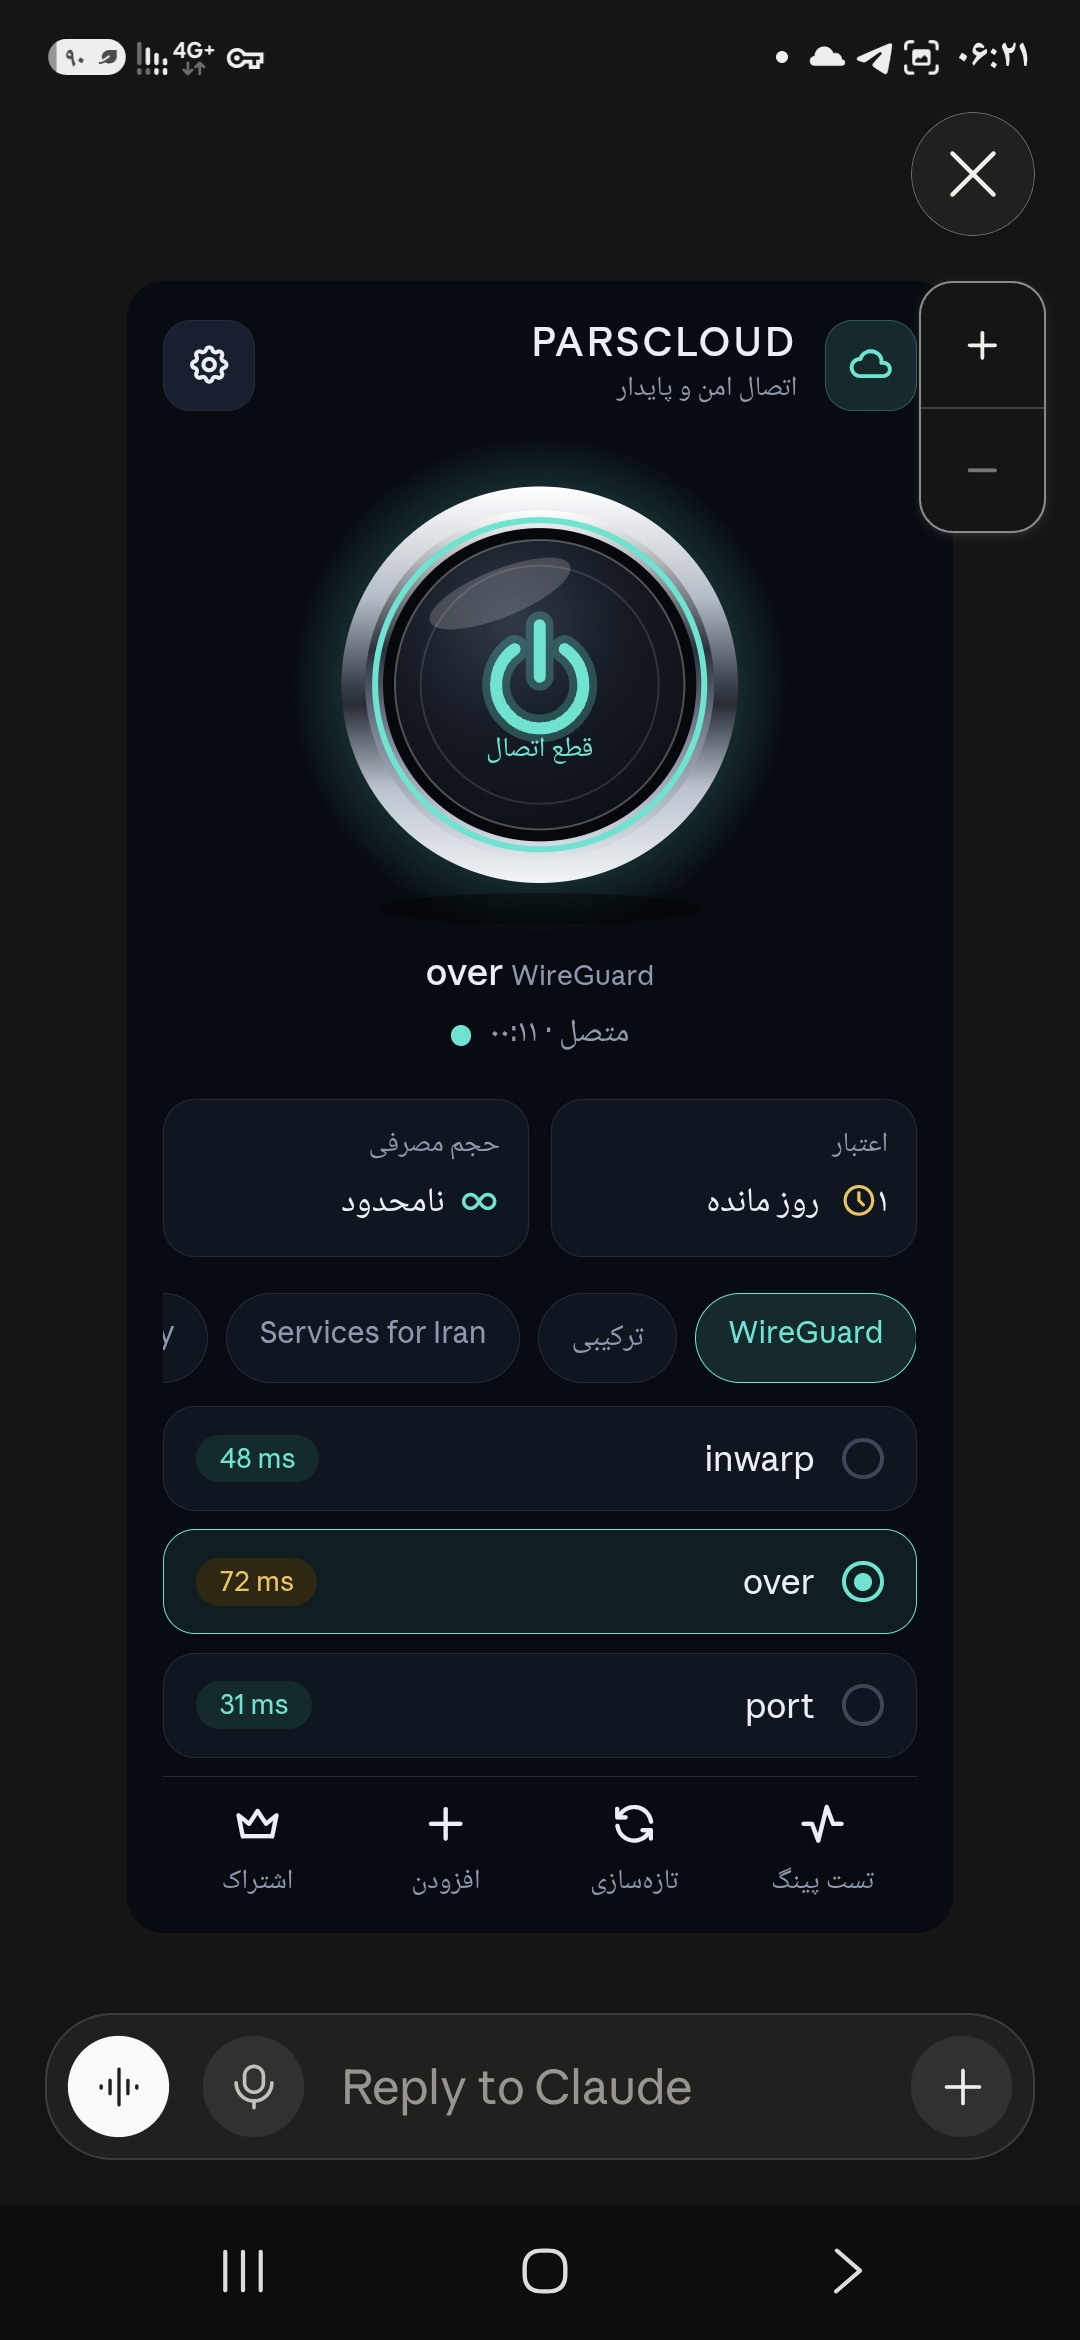 ۰۶:۲۱
4G+
۹۰
PARSCLOUD
اتصال امن و پایدار
قطع اتصال
over WireGuard
متصل · ۰۰:۱۱
اعتبار
۱ روز مانده
حجم مصرفی
نامحدود
WireGuard
ترکیبی
Services for Iran
y
inwarp
48 ms
over
72 ms
port
31 ms
تست پینگ
تازه‌سازی
افزودن
اشتراک
Reply to Claude